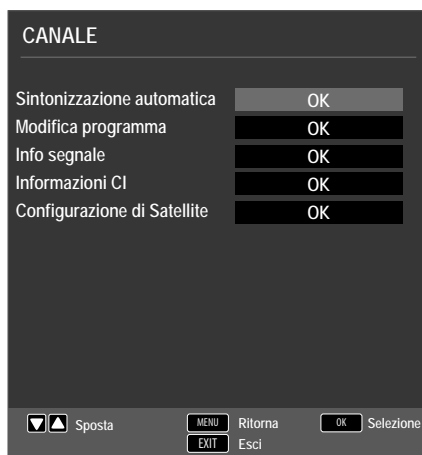 CANALE
Sintonizzazione automatica OK
Modifica programma OK
Info segnale OK
Informazioni CI OK
Configurazione di Satellite OK
Sposta MENU Ritorna OK Selezione
EXIT Esci